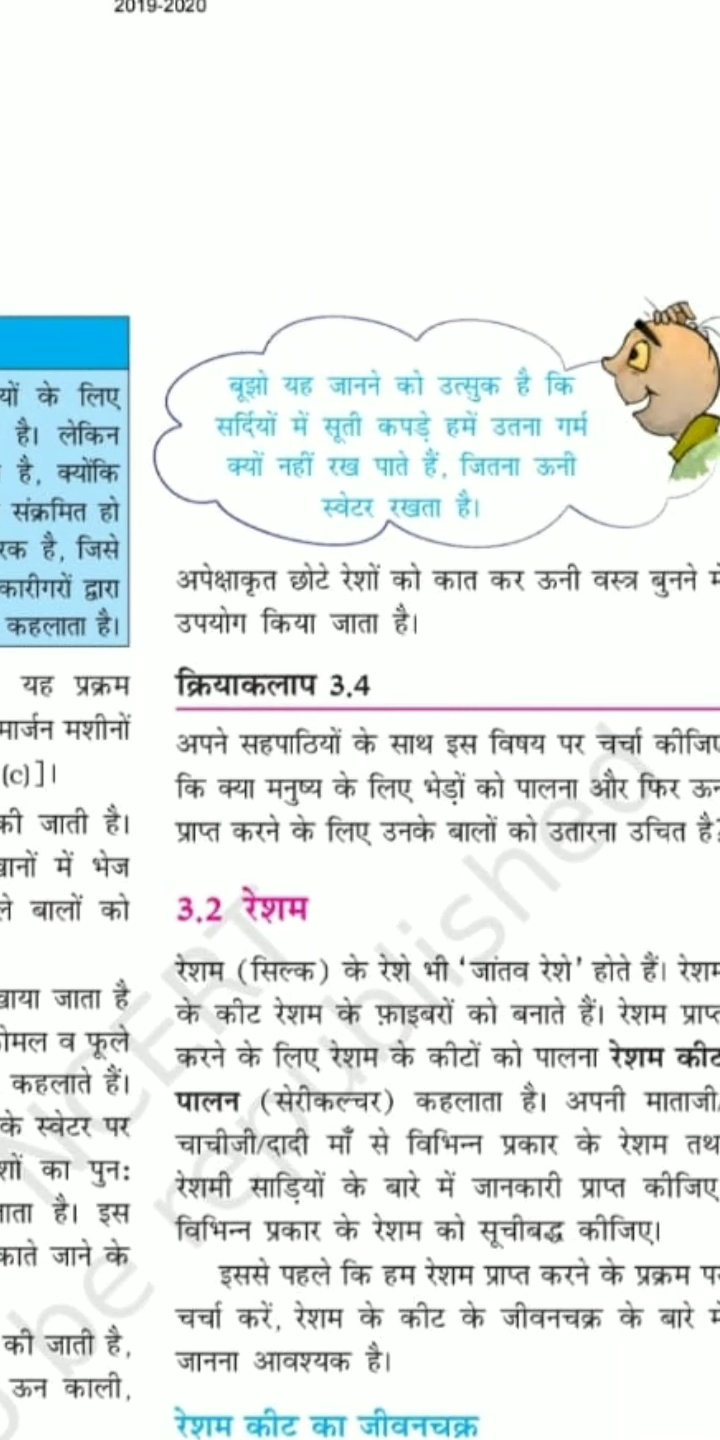 2019-2020
यों के लिए
है। लेकिन
है, क्योंकि
संक्रमित हो
रक है, जिसे
कारीगरों द्वारा
कहलाता है।
यह प्रक्रम
मार्जन मशीनों
(c)]।
की जाती है।
खानों में भेज
ले बालों को
खाया जाता है
कोमल व फूले
कहलाते हैं।
के स्वेटर पर
शों का पुन:
जाता है। इस
काते जाने के
की जाती है,
ऊन काली,
बूझो यह जानने को उत्सुक है कि
सर्दियों में सूती कपड़े हमें उतना गर्म
क्यों नहीं रख पाते हैं, जितना ऊनी
स्वेटर रखता है।
अपेक्षाकृत छोटे रेशों को कात कर ऊनी वस्त्र बुनने में
उपयोग किया जाता है।
क्रियाकलाप 3.4
अपने सहपाठियों के साथ इस विषय पर चर्चा कीजिए
कि क्या मनुष्य के लिए भेड़ों को पालना और फिर ऊन
प्राप्त करने के लिए उनके बालों को उतारना उचित है?
3.2 रेशम
रेशम (सिल्क) के रेशे भी ‘जांतव रेशे’ होते हैं। रेशम
के कीट रेशम के फ़ाइबरों को बनाते हैं। रेशम प्राप्त
करने के लिए रेशम के कीटों को पालना रेशम कीट
पालन (सेरीकल्चर) कहलाता है। अपनी माताजी/
चाचीजी/दादी माँ से विभिन्न प्रकार के रेशम तथ
रेशमी साड़ियों के बारे में जानकारी प्राप्त कीजिए
विभिन्न प्रकार के रेशम को सूचीबद्ध कीजिए।
इससे पहले कि हम रेशम प्राप्त करने के प्रक्रम पर
चर्चा करें, रेशम के कीट के जीवनचक्र के बारे में
जानना आवश्यक है।
रेशम कीट का जीवनचक्र
NCERT
be republished